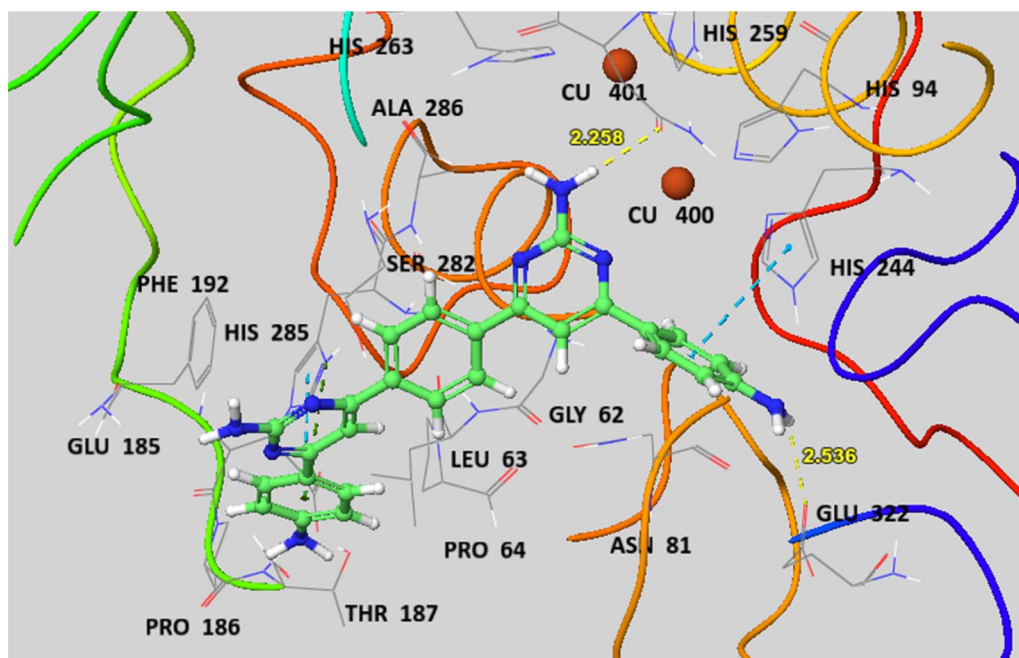 HIS 263
HIS 259
CU 401
HIS 94
ALA 286
2.258
CU 400
SER 282
HIS 244
PHE 192
HIS 285
GLY 62
GLU 185
LEU 63
2.536
GLU 322
PRO 64
ASN 81
THR 187
PRO 186